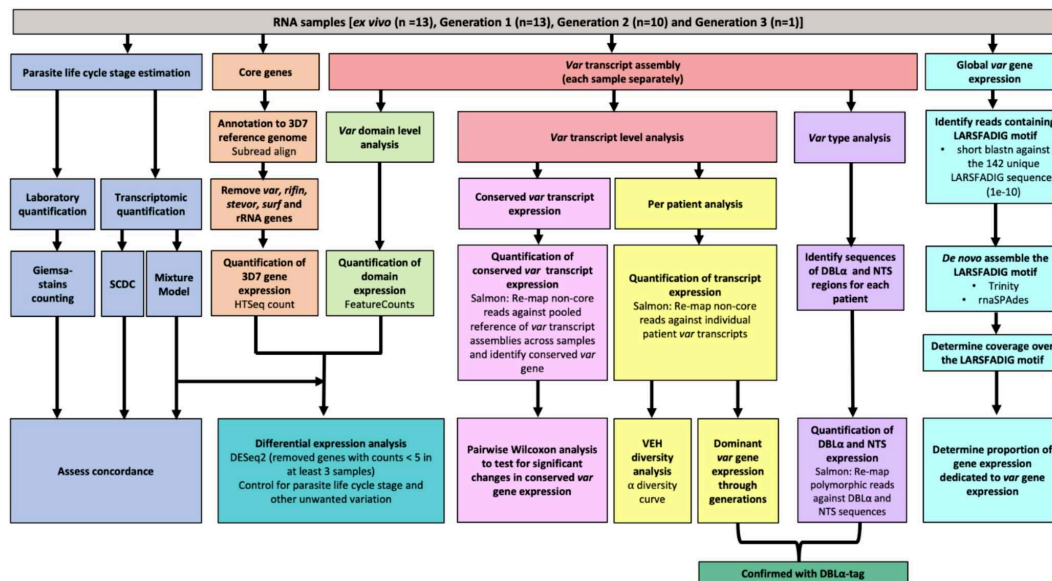 RNA samples [ex vivo (n =13), Generation 1 (n=13), Generation 2 (n=10) and Generation 3 (n=1)]
Parasite life cycle stage estimation
Core genes
Var transcript assembly
(each sample separately)
Global var gene
expression
Annotation to 3D7
reference genome
Subread align
Var domain level
analysis
Var transcript level analysis
Var type analysis
Identify reads containing
LARSFADIG motif
• short blastn against
the 142 unique
LARSFADIG sequence
(1e-10)
Laboratory
quantification
Transcriptomic
quantification
Remove var, rifin,
stevor, surf and
rRNA genes
Conserved var transcript
expression
Per patient analysis
Giemsa-
stains
counting
SCDC
Mixture
Model
Quantification
of 3D7 gene
expression
HTSeq count
Quantification of
domain
expression
FeatureCounts
Quantification of
conserved var transcript
expression
Salmon: Re-map non-core
reads against pooled
reference of var transcript
assemblies across samples
and identify conserved var
gene
Quantification of transcript
expression
Salmon: Re-map non-core
reads against individual
patient var transcripts
Identify sequences
of DBLα and NTS
regions for each
patient
De novo assemble the
LARSFADIG motif
• Trinity
• rnaSPAdes
Determine coverage over
the LARSFADIG motif
Assess concordance
Differential expression analysis
DESeq2 (removed genes with counts < 5 in
at least 3 samples)
Control for parasite life cycle stage and
other unwanted variation
Pairwise Wilcoxon analysis
to test for significant
changes in conserved var
gene expression
VEH
diversity
analysis
α diversity
curve
Dominant
var gene
expression
through
generations
Quantification of
DBLα and NTS
expression
Salmon: Re-map
polymorphic reads
against DBLα and
NTS sequences
Determine proportion of
gene expression
dedicated to var gene
expression
Confirmed with DBLα-tag